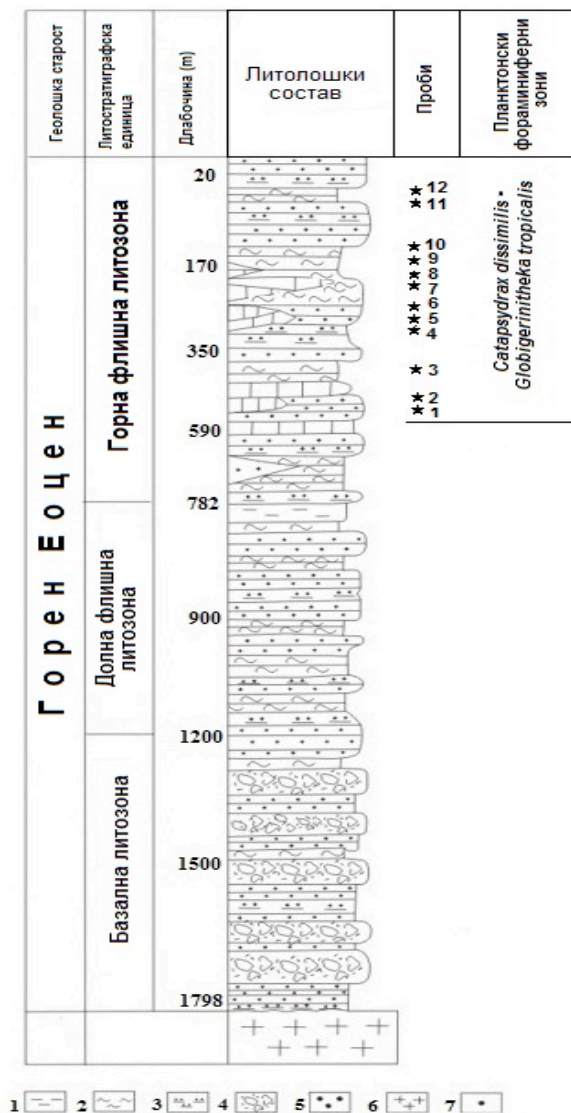 Геолошка старост
Литостратиграфска
единица
Длабочина (m)
Литолошки
состав
Проби
Планктонски
фораминиферни
зони
Горен Еоцен
Горна флишна литозона
Долна флишна
литозона
Базална литозона
20
170
350
590
782
900
1200
1500
1798
12
11
10
9
8
7
6
5
4
3
2
1
Catapsydrax dissimilis -
Globigerinitheka tropicalis
1 2 3 4 5 6 7